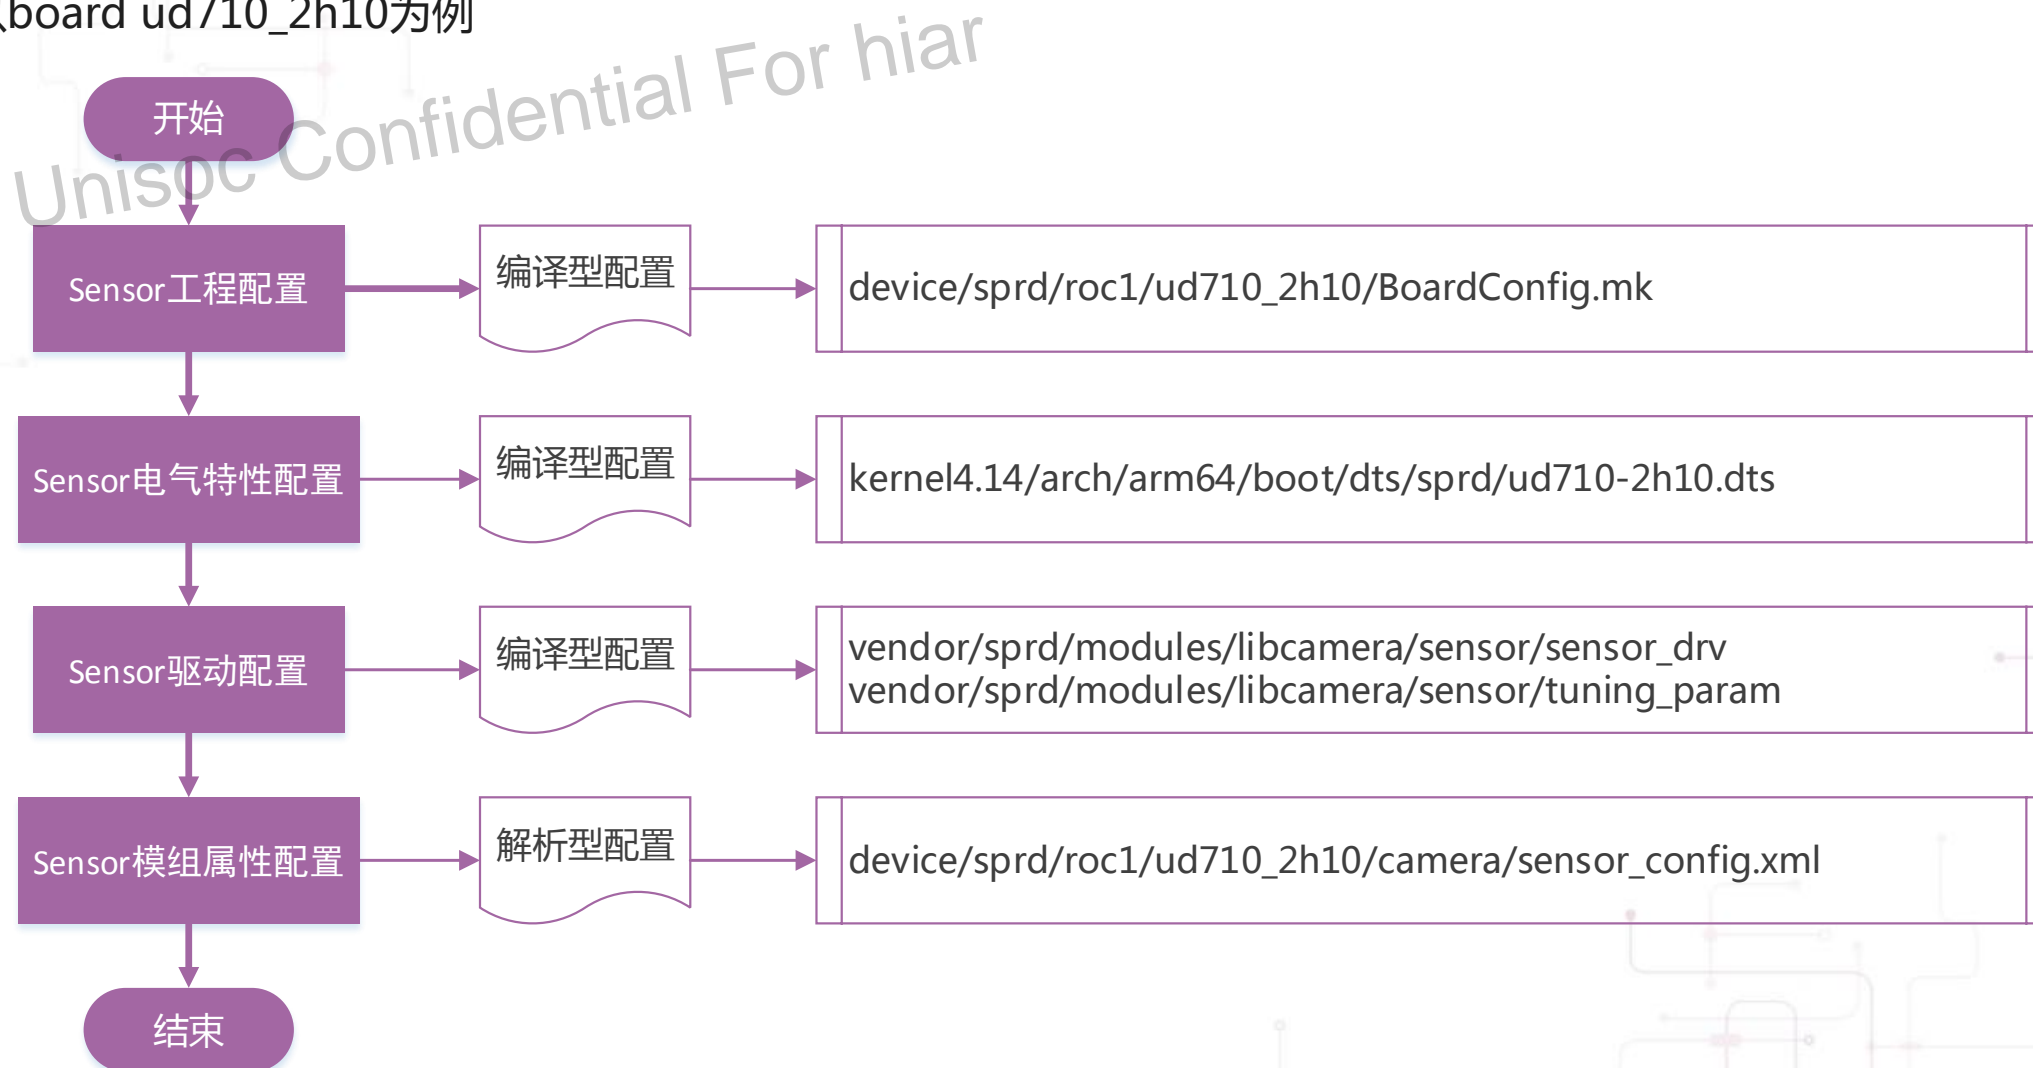 board ud710_2h10为例
Unisoc Confidential For hiar
开始
Sensor工程配置
编译型配置
device/sprd/roc1/ud710_2h10/BoardConfig.mk
Sensor电气特性配置
编译型配置
kernel4.14/arch/arm64/boot/dts/sprd/ud710-2h10.dts
Sensor驱动配置
编译型配置
vendor/sprd/modules/libcamera/sensor/sensor_drv
vendor/sprd/modules/libcamera/sensor/tuning_param
Sensor模组属性配置
解析型配置
device/sprd/roc1/ud710_2h10/camera/sensor_config.xml
结束